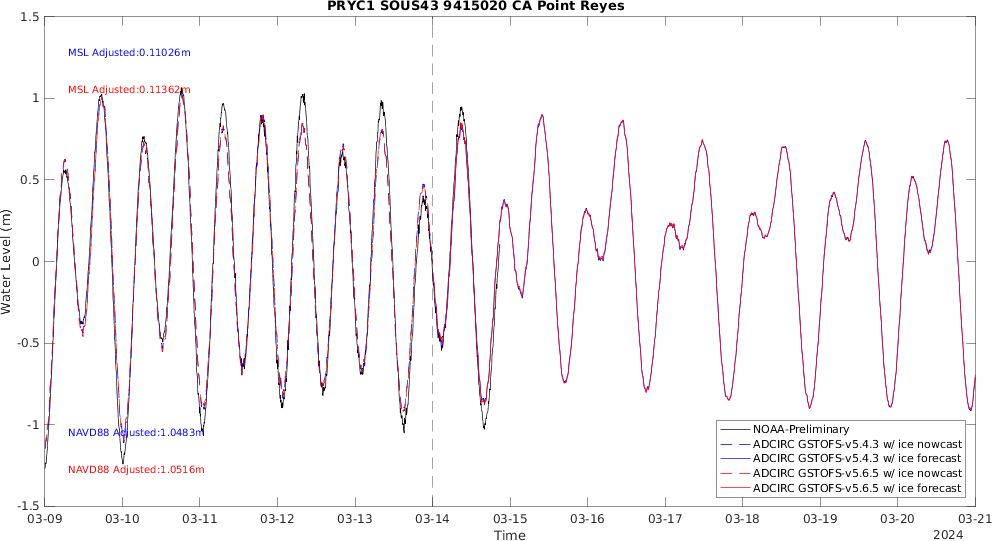 PRYC1 SOUS43 9415020 CA Point Reyes
1.5
1
0.5
0
-0.5
-1
-1.5
Water Level (m)
MSL Adjusted:0.11026m
MSL Adjusted:0.11362m
NAVD88 Adjusted:1.0483m
NAVD88 Adjusted:1.0516m
NOAA-Preliminary
ADCIRC GSTOFS-v5.4.3 w/ ice nowcast
ADCIRC GSTOFS-v5.4.3 w/ ice forecast
ADCIRC GSTOFS-v5.6.5 w/ ice nowcast
ADCIRC GSTOFS-v5.6.5 w/ ice forecast
03-09 03-10 03-11 03-12 03-13 03-14 03-15 03-16 03-17 03-18 03-19 03-20 03-21
Time
2024